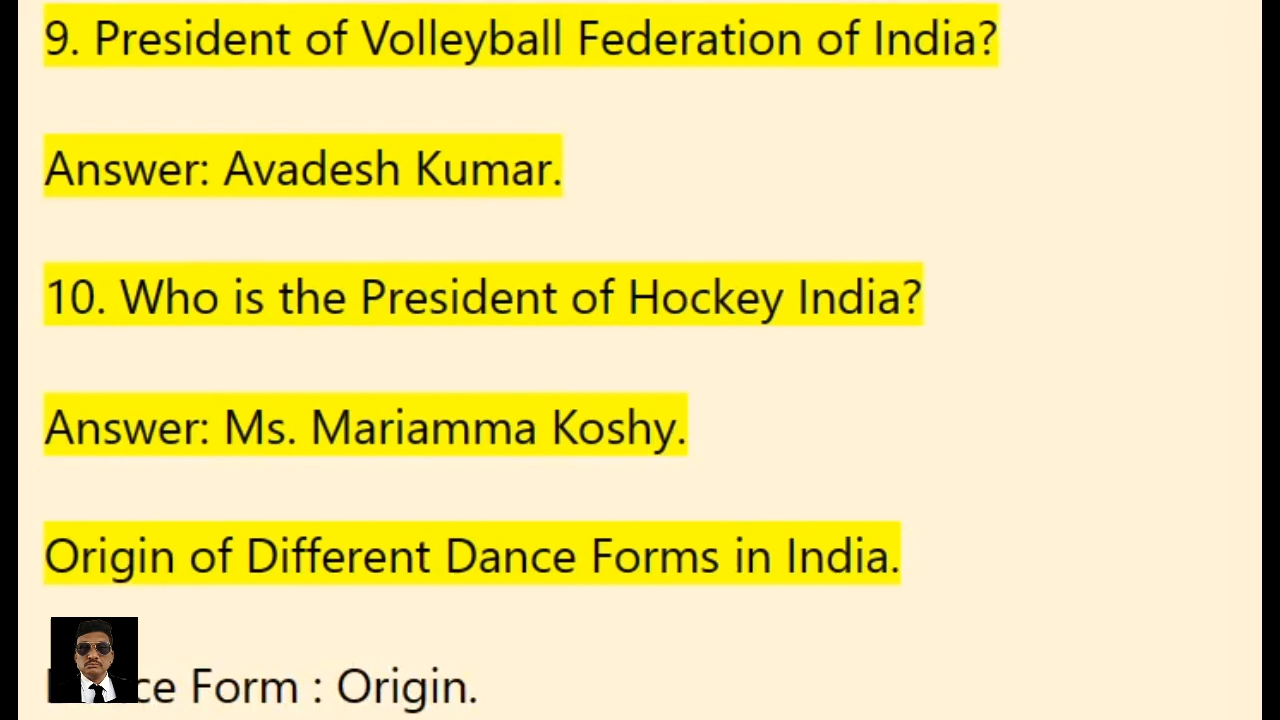 9. President of Volleyball Federation of India?
Answer: Avadesh Kumar.
10. Who is the President of Hockey India?
Answer: Ms. Mariamma Koshy.
Origin of Different Dance Forms in India.
Form : Origin.